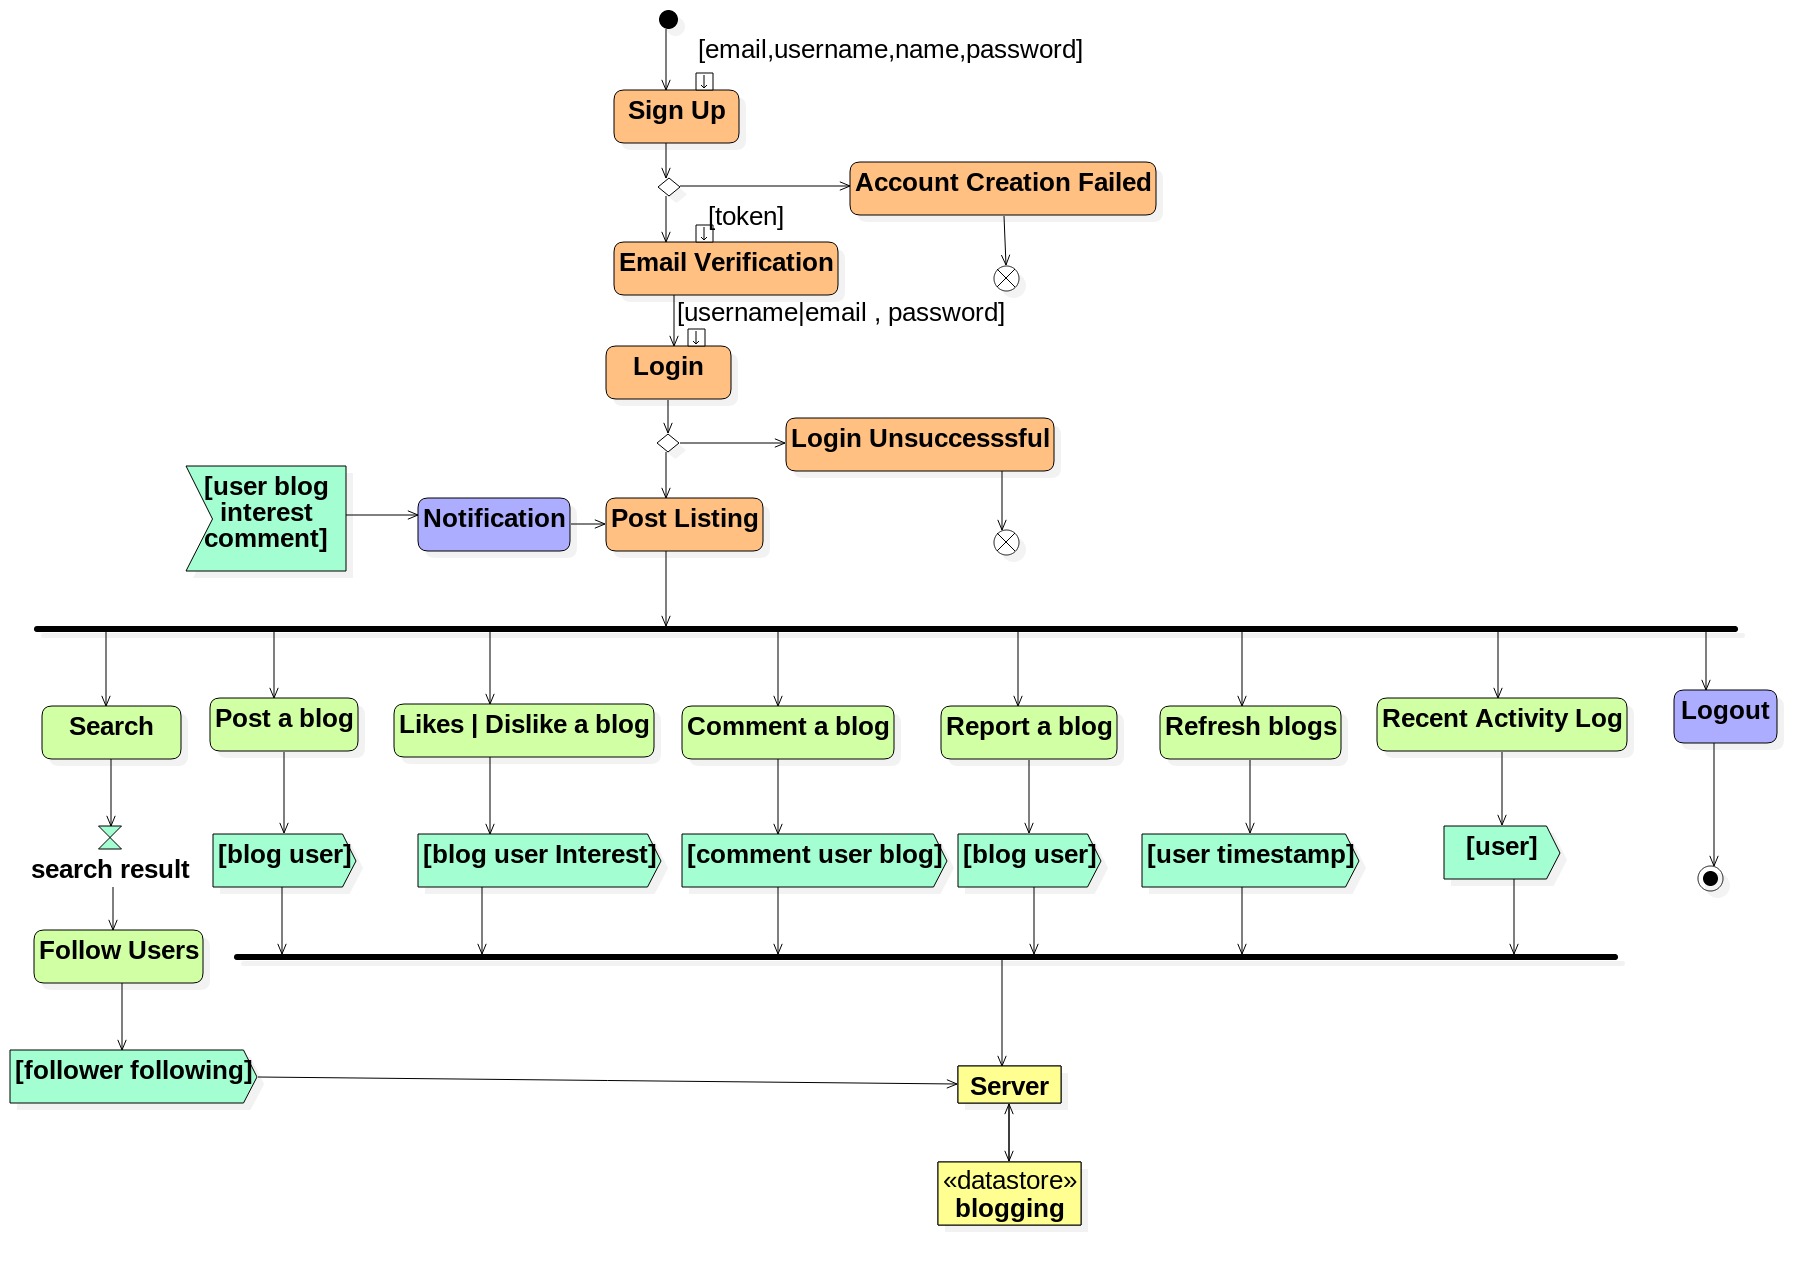 [email,username,name,password]
Sign Up
Account Creation Failed
[token]
Email Verification
[username|email , password]
Login
Login Unsuccesssful
[user blog
interest
comment]
Notification
Post Listing
Search
Post a blog
Likes | Dislike a blog
Comment a blog
Report a blog
Refresh blogs
Recent Activity Log
Logout
search result
[blog user]
[blog user Interest]
[comment user blog]
[blog user]
[user timestamp]
[user]
Follow Users
[follower following]
Server
«datastore»
blogging